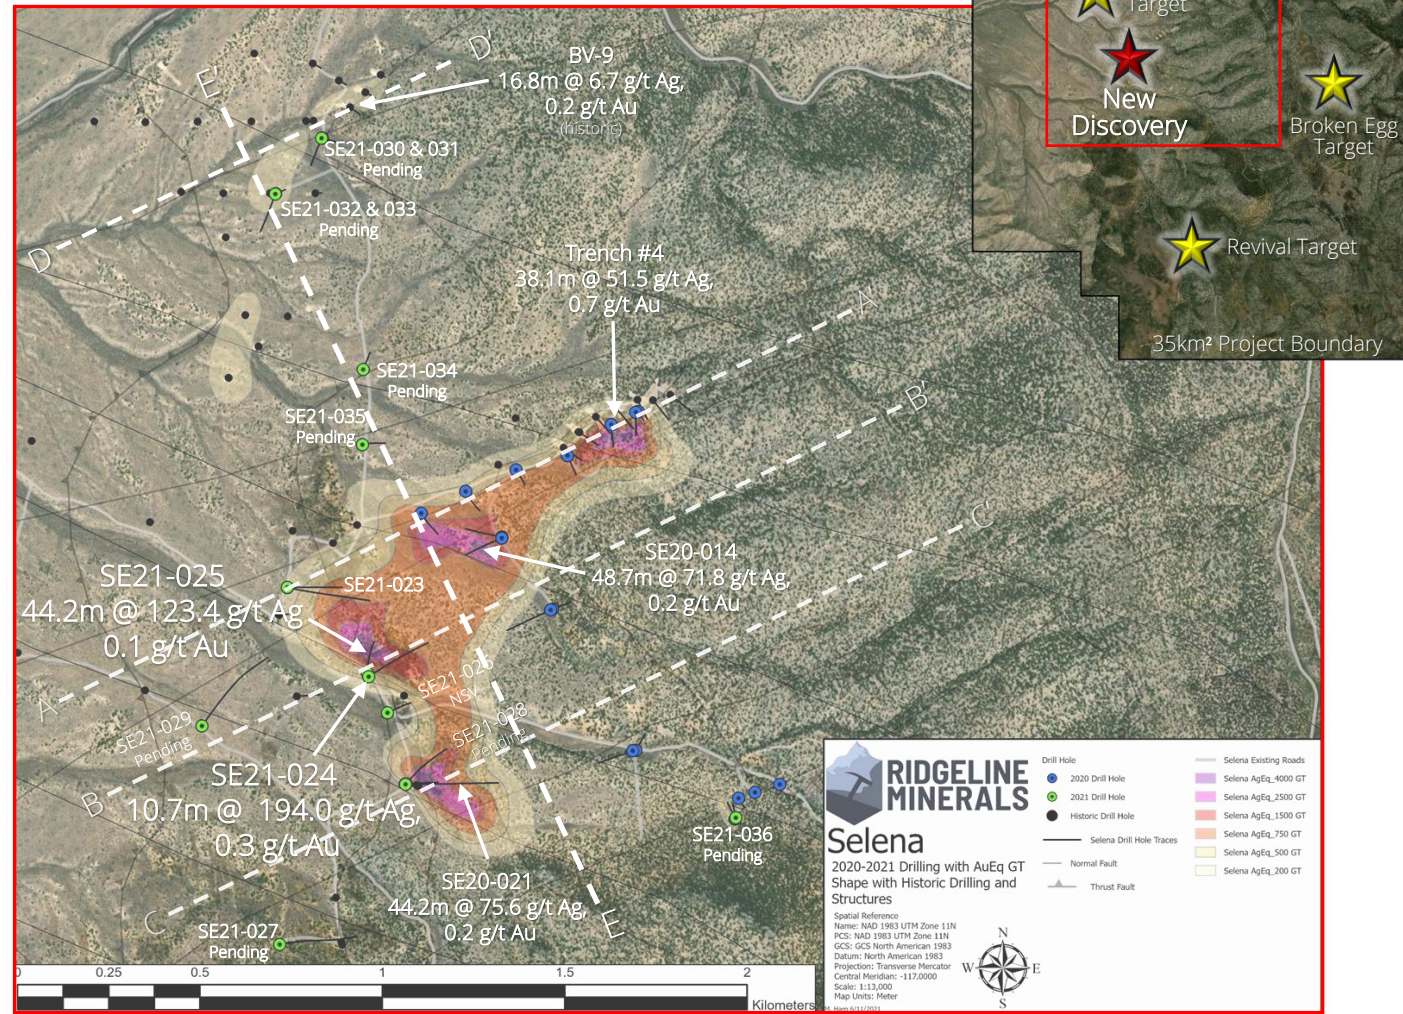 Target
New
Discovery
Broken Egg
Target
Revival Target
35km² Project Boundary
D'
E'
BV-9
16.8m @ 6.7 g/t Ag,
0.2 g/t Au
(historic)
SE21-030 & 031
Pending
SE21-032 & 033
Pending
D
Trench #4
38.1m @ 51.5 g/t Ag,
0.7 g/t Au
A'
SE21-034
Pending
B'
SE21-035
Pending
C'
SE20-014
48.7m @ 71.8 g/t Ag,
0.2 g/t Au
SE21-025
44.2m @ 123.4 g/t Ag
0.1 g/t Au
SE21-023
A
SE21-026
NSV
SE21-029
Pending
SE21-028
Pending
B
SE21-024
10.7m @ 194.0 g/t Ag,
0.3 g/t Au
SE21-036
Pending
SE20-021
44.2m @ 75.6 g/t Ag,
0.2 g/t Au
C
E
SE21-027
Pending
0 0.25 0.5 1 1.5 2
Kilometers
RIDGELINE
MINERALS
Selena
2020-2021 Drilling with AuEq GT
Shape with Historic Drilling and
Structures
Spatial Reference
Name: NAD 1983 UTM Zone 11N
PCS: NAD 1983 UTM Zone 11N
GCS: GCS North American 1983
Datum: North American 1983
Projection: Transverse Mercator
Central Meridian: -117.0000
Scale: 1:13,000
Map Units: Meter
M. Harp 6/11/2021
Drill Hole
2020 Drill Hole
2021 Drill Hole
Historic Drill Hole
Selena Drill Hole Traces
Normal Fault
Thrust Fault
Selena Existing Roads
Selena AgEq_4000 GT
Selena AgEq_2500 GT
Selena AgEq_1500 GT
Selena AgEq_750 GT
Selena AgEq_500 GT
Selena AgEq_200 GT
N
W
E
S